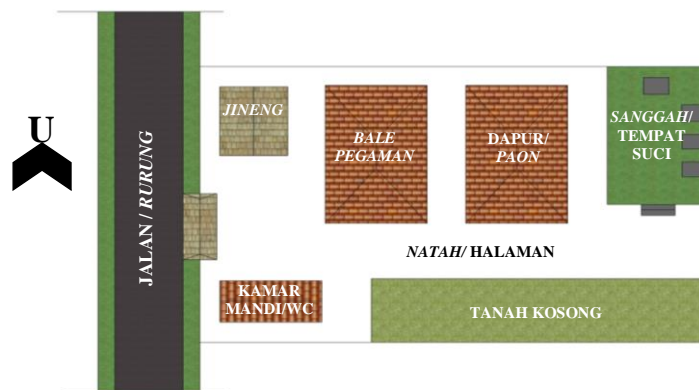 U
JALAN / RURUNG
JINENG
BALE
PEGAMAN
DAPUR/
PAON
SANGGAH/
TEMPAT
SUCI
NATAH/ HALAMAN
KAMAR
MANDI/WC
TANAH KOSONG